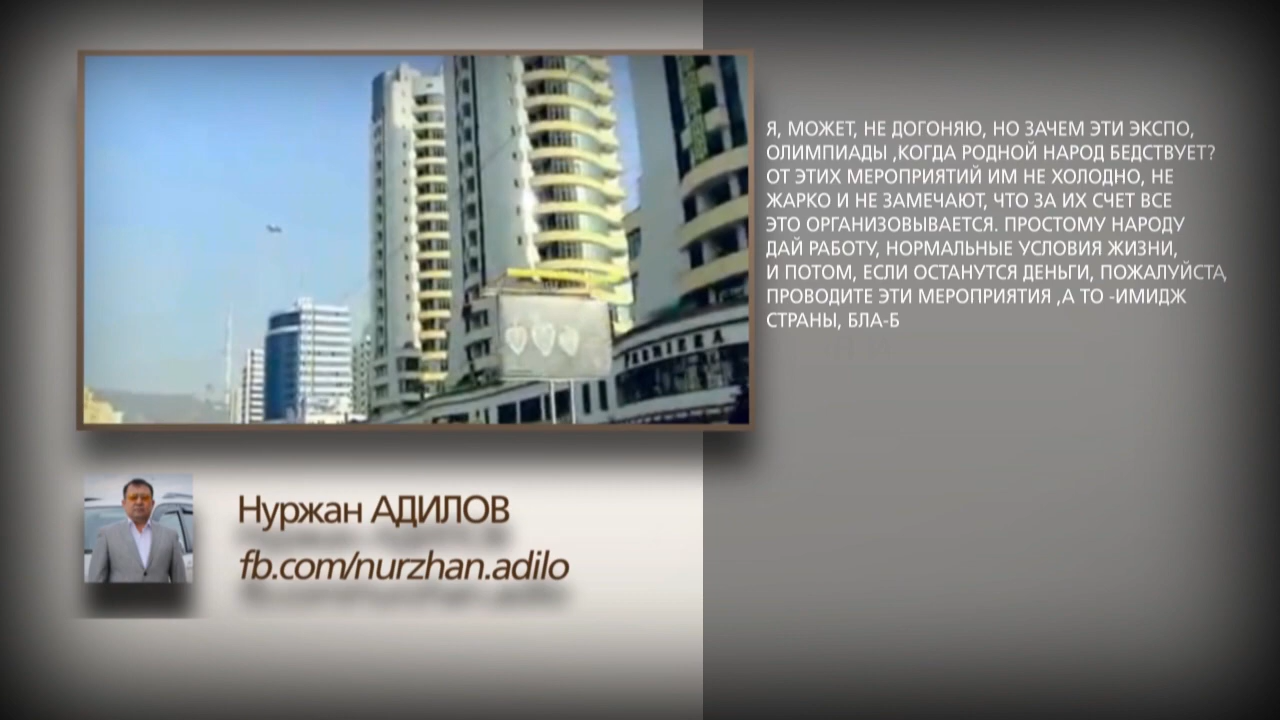 Я, МОЖЕТ, НЕ ДОГОНЯЮ, НО ЗАЧЕМ ЭТИ ЭКСПО,
ОЛИМПИАДЫ ,КОГДА РОДНОЙ НАРОД БЕДСТВУЕТ?
ОТ ЭТИХ МЕРОПРИЯТИЙ ИМ НЕ ХОЛОДНО, НЕ
ЖАРКО И НЕ ЗАМЕЧАЮТ, ЧТО ЗА ИХ СЧЕТ ВСЕ
ЭТО ОРГАНИЗОВЫВАЕТСЯ. ПРОСТОМУ НАРОДУ
ДАЙ РАБОТУ, НОРМАЛЬНЫЕ УСЛОВИЯ ЖИЗНИ,
И ПОТОМ, ЕСЛИ ОСТАНУТСЯ ДЕНЬГИ, ПОЖАЛУЙСТА,
ПРОВОДИТЕ ЭТИ МЕРОПРИЯТИЯ ,А ТО -ИМИДЖ
СТРАНЫ, БЛА-Б
Нуржан АДИЛОВ
fb.com/nurzhan.adilo